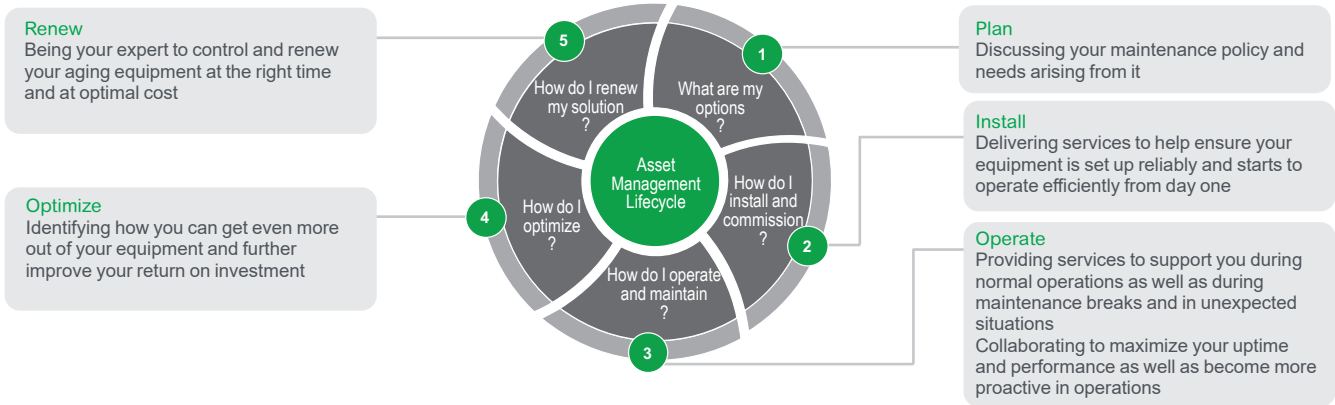 Renew
Being your expert to control and renew
your aging equipment at the right time
and at optimal cost
Optimize
Identifying how you can get even more
out of your equipment and further
improve your return on investment
5
How do I renew
my solution
?
1
What are my
options
?
Asset
Management
Lifecycle
How do I
install and
commission
?
2
4
How do I
optimize
?
How do I operate
and maintain
?
3
Plan
Discussing your maintenance policy and
needs arising from it
Install
Delivering services to help ensure your
equipment is set up reliably and starts to
operate efficiently from day one
Operate
Providing services to support you during
normal operations as well as during
maintenance breaks and in unexpected
situations
Collaborating to maximize your uptime
and performance as well as become more
proactive in operations